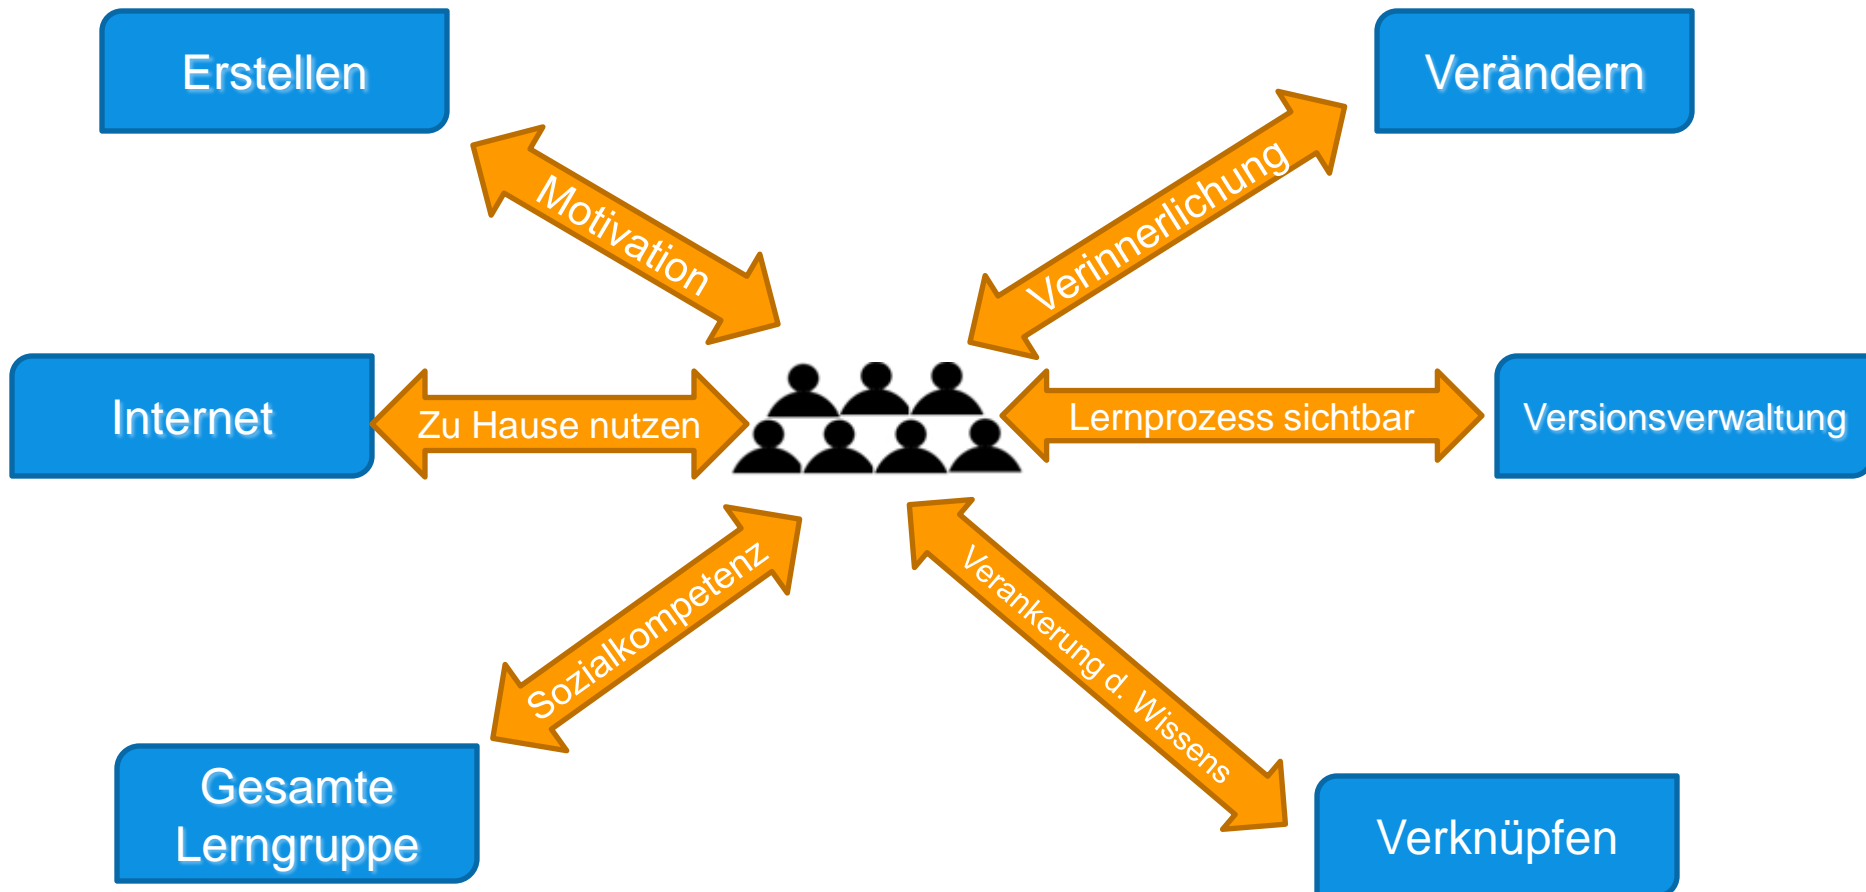 Erstellen
Verändern
Motivation
Verinnerlichung
Internet
Zu Hause nutzen
Lernprozess sichtbar
Versionsverwaltung
Sozialkompetenz
Verankerung d. Wissens
Gesamte
Lerngruppe
Verknüpfen